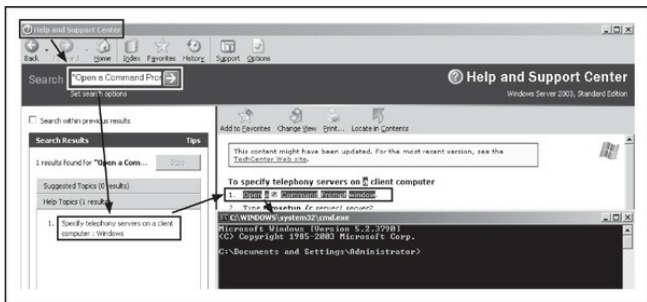 Help and Support Center
Back
Home
Index
Favorites
History
Support
Options
Search
"Open a Command Prom
Set search options
Help and Support Center
Windows Server 2003, Standard Edition
Search within previous results
Add to Favorites
Change View
Print...
Locate in Contents
Search Results
Tips
1 results found for "Open a Com...
This content might have been updated. For the most recent version, see the
TechCenter Web site.
Suggested Topics (0 results)
Help Topics (1 results)
1. Specify telephony servers on a client
computer : Windows
To specify telephony servers on a client computer
1. Open a Command Prompt window.
2. Type
C:\WINDOWS\system32\cmd.exe
Microsoft Windows [Version 5.2.3790]
(C) Copyright 1985-2003 Microsoft Corp.
C:\Documents and Settings\Administrator>